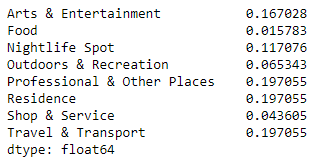 Arts & Entertainment 0.167028
Food 0.015783
Nightlife Spot 0.117076
Outdoors & Recreation 0.065343
Professional & Other Places 0.197055
Residence 0.197055
Shop & Service 0.043605
Travel & Transport 0.197055
dtype: float64